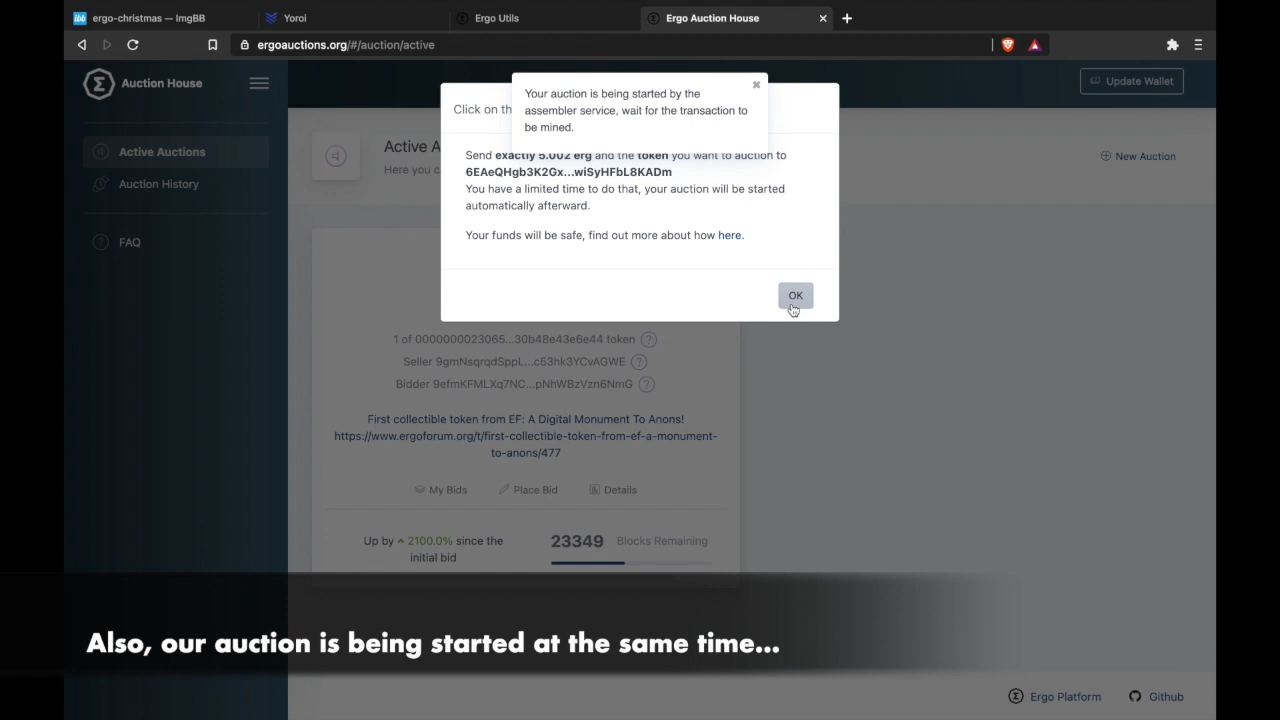 ibb ergo-christmas — ImgBB
Yoroi
Ergo Utils
Ergo Auction House
ergoauctions.org/#/auction/active
Auction House
Update Wallet
Your auction is being started by the
assembler service, wait for the transaction to
be mined.
Click on th
Active Auctions
Active A
Here you c
New Auction
Send exactly 5.002 erg and the token you want to auction to
6EAeQHgb3K2Gx...wiSyHFbL8KADm
You have a limited time to do that, your auction will be started
automatically afterward.
Auction History
Your funds will be safe, find out more about how here.
FAQ
OK
1 of 0000000023065...30b48e43e6e44 token ?
Seller 9gmNsqrqdSppL...c53hk3YCvAGWE ?
Bidder 9efmKFMLXq7NC...pNhWBzVzn6NmG ?
First collectible token from EF: A Digital Monument To Anons!
https://www.ergoforum.org/t/first-collectible-token-from-ef-a-monument-
to-anons/477
My Bids Place Bid Details
Up by 2100.0% since the
initial bid
23349 Blocks Remaining
Also, our auction is being started at the same time...
Ergo Platform
Github